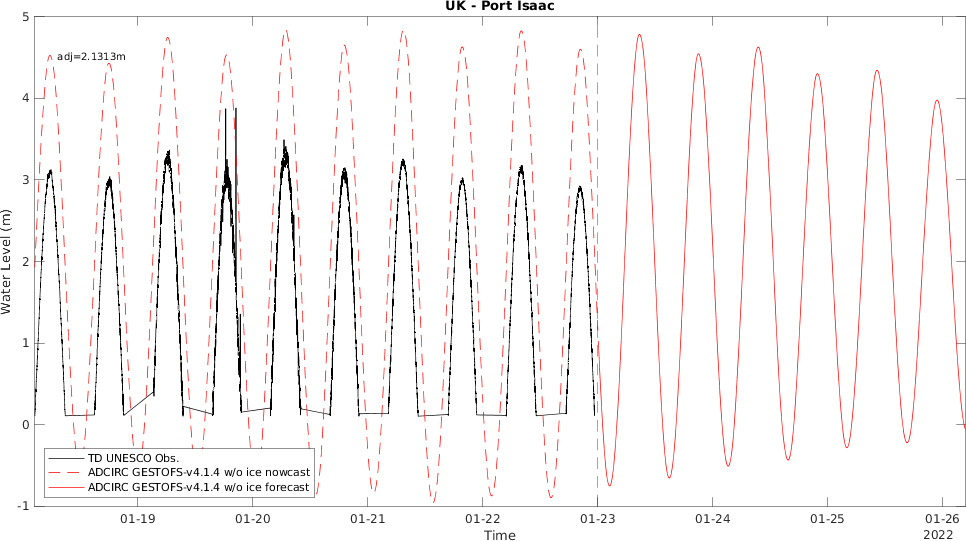 UK - Port Isaac
5
adj=2.1313m
4
3
2
1
0
-1
Water Level (m)
TD UNESCO Obs.
ADCIRC GESTOFS-v4.1.4 w/o ice nowcast
ADCIRC GESTOFS-v4.1.4 w/o ice forecast
01-19 01-20 01-21 01-22 01-23 01-24 01-25 01-26
Time
2022